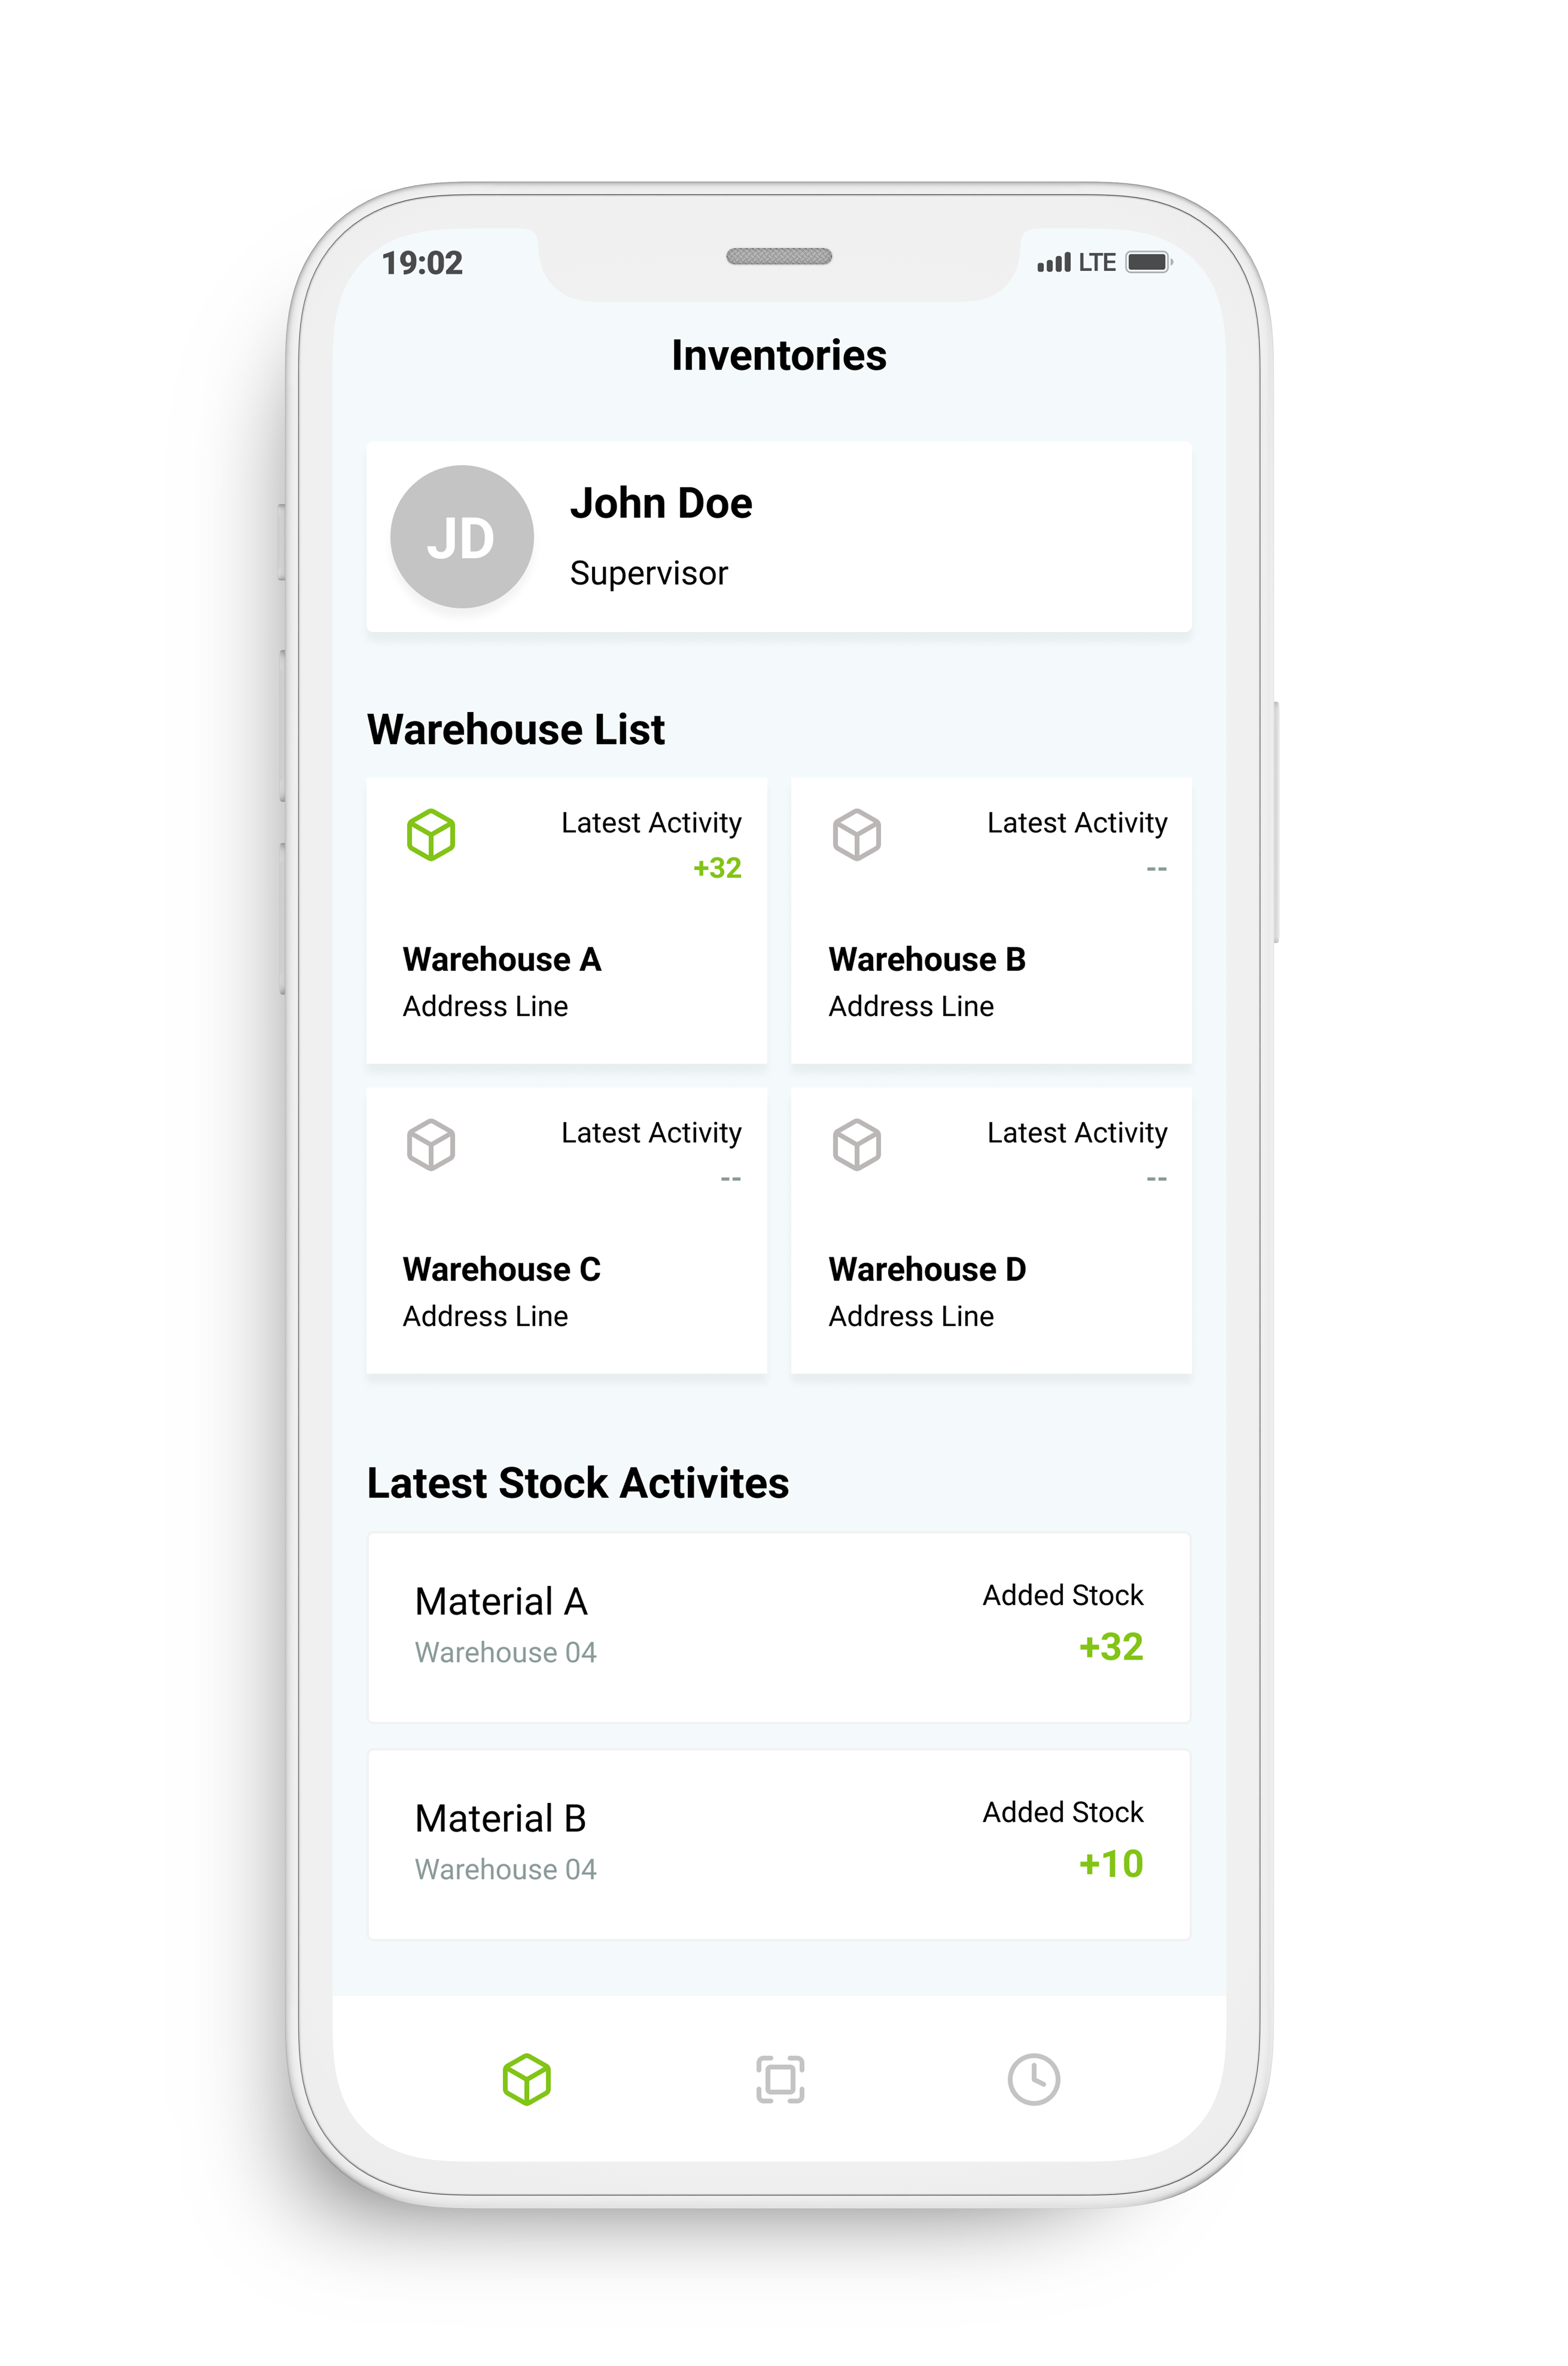 19:02
LTE
Inventories
JD
John Doe
Supervisor
Warehouse List
Latest Activity
+32
Warehouse A
Address Line
Latest Activity
--
Warehouse B
Address Line
Latest Activity
--
Warehouse C
Address Line
Latest Activity
--
Warehouse D
Address Line
Latest Stock Activites
Material A
Warehouse 04
Added Stock
+32
Material B
Warehouse 04
Added Stock
+10